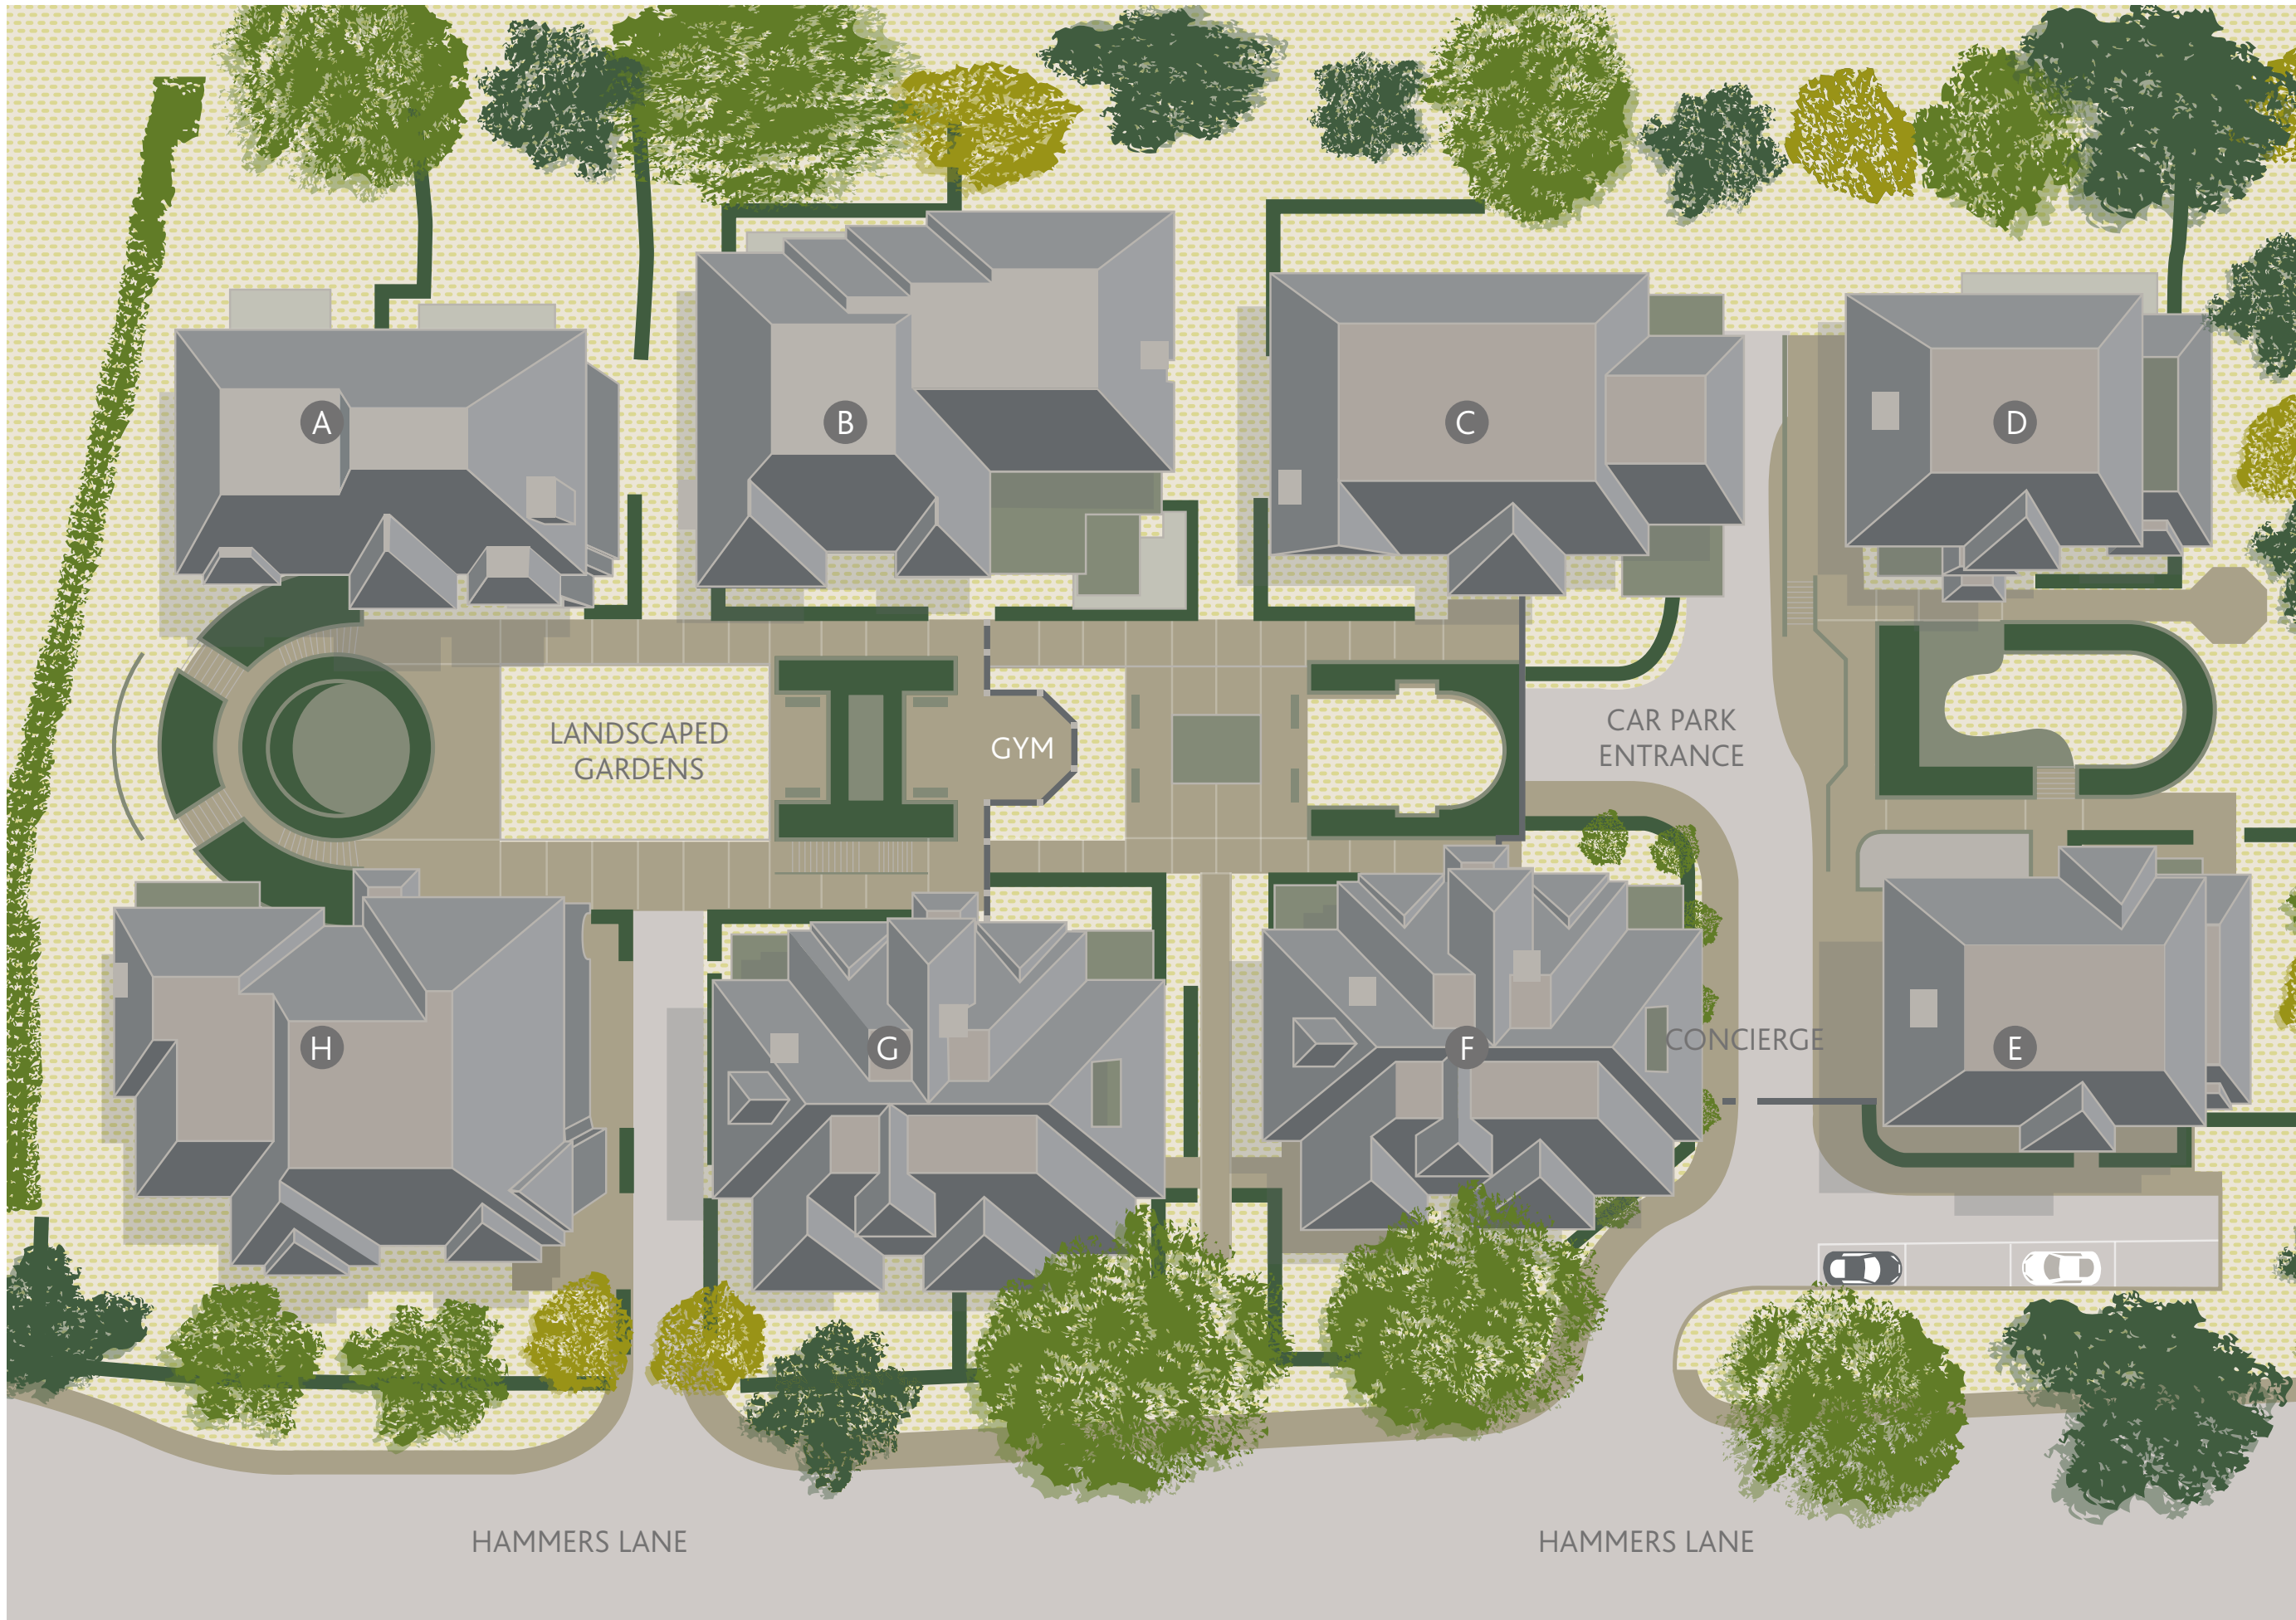 A
B
C
D
LANDSCAPED
GARDENS
GYM
CAR PARK
ENTRANCE
H
G
F
CONCIERGE
E
HAMMERS LANE
HAMMERS LANE